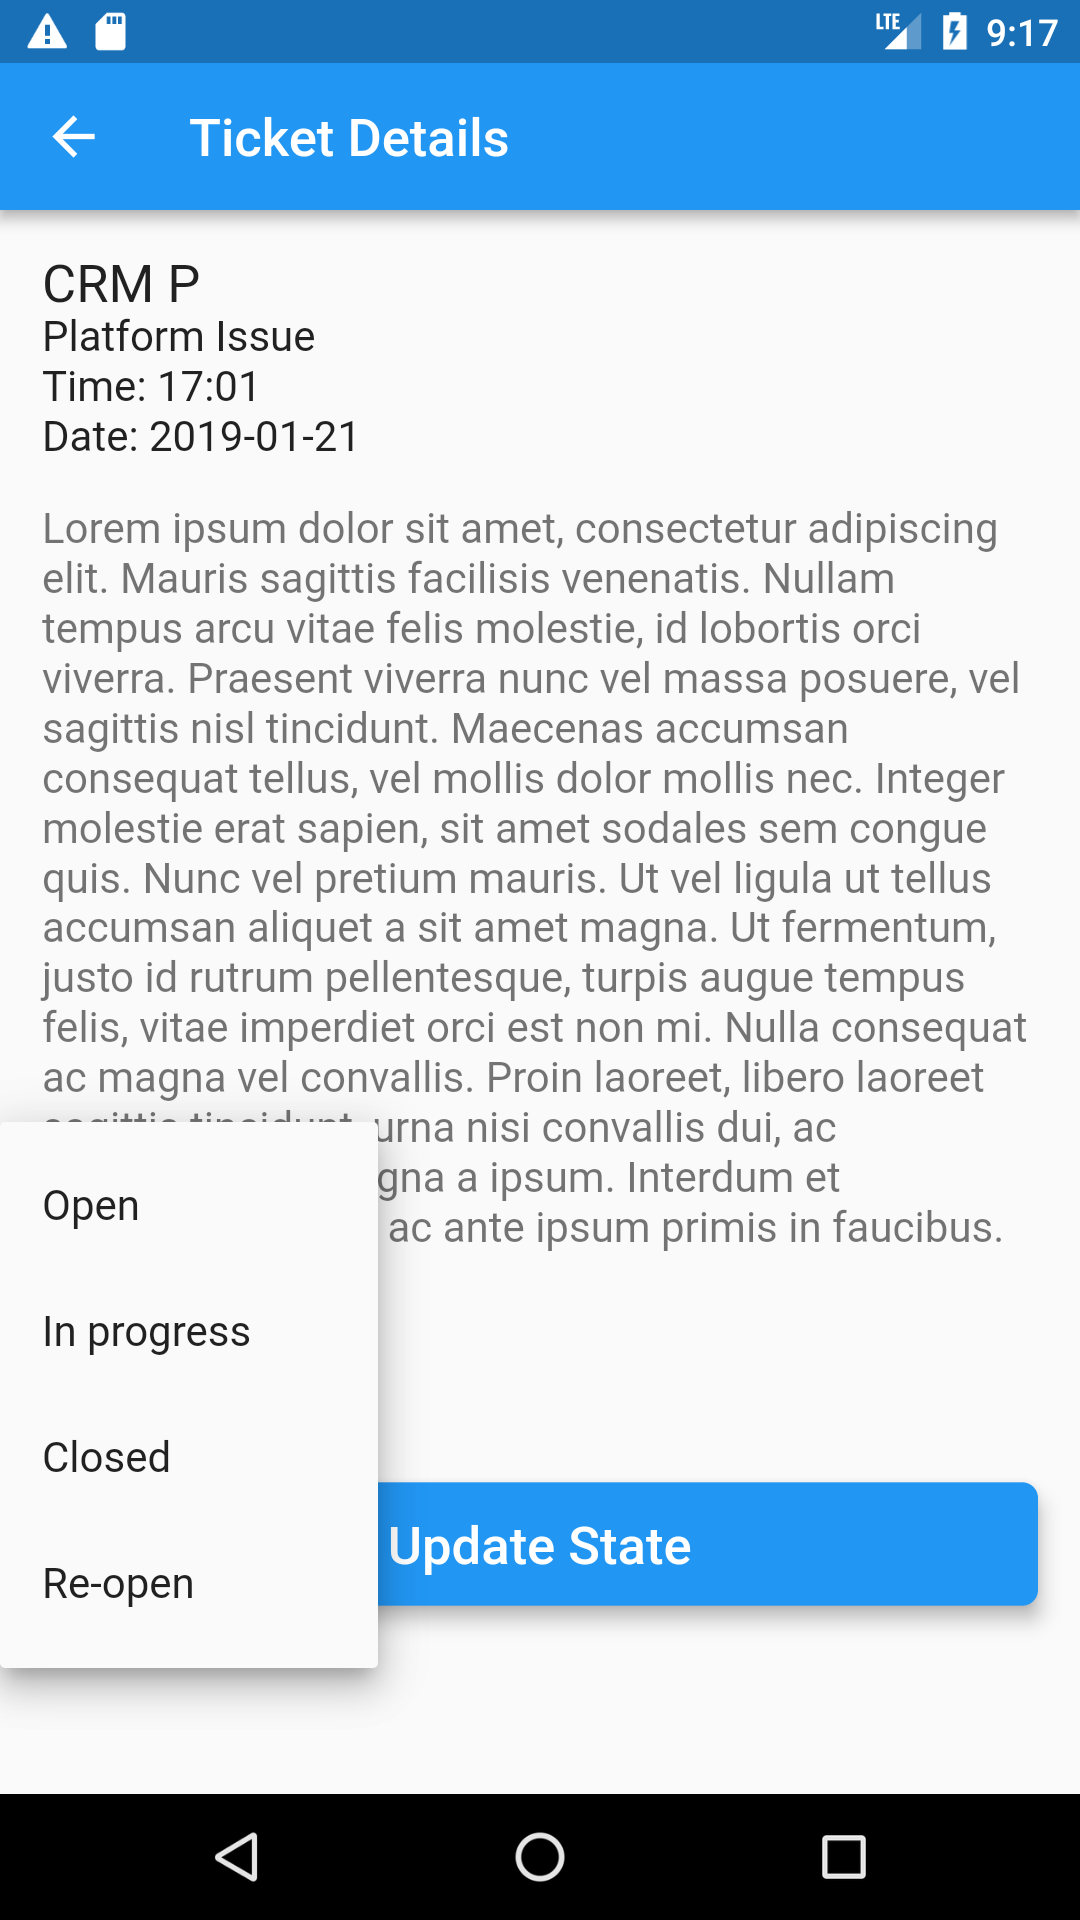 LTE 9:17
Ticket Details
CRM P
Platform Issue
Time: 17:01
Date: 2019-01-21
Lorem ipsum dolor sit amet, consectetur adipiscing
elit. Mauris sagittis facilisis venenatis. Nullam
tempus arcu vitae felis molestie, id lobortis orci
viverra. Praesent viverra nunc vel massa posuere, vel
sagittis nisl tincidunt. Maecenas accumsan
consequat tellus, vel mollis dolor mollis nec. Integer
molestie erat sapien, sit amet sodales sem congue
quis. Nunc vel pretium mauris. Ut vel ligula ut tellus
accumsan aliquet a sit amet magna. Ut fermentum,
justo id rutrum pellentesque, turpis augue tempus
felis, vitae imperdiet orci est non mi. Nulla consequat
ac magna vel convallis. Proin laoreet, libero laoreet
sagittis tincidunt, urna nisi convallis dui, ac
a ipsum. Interdum et
ac ante ipsum primis in faucibus.
Open
In progress
Closed
Re-open
Update State